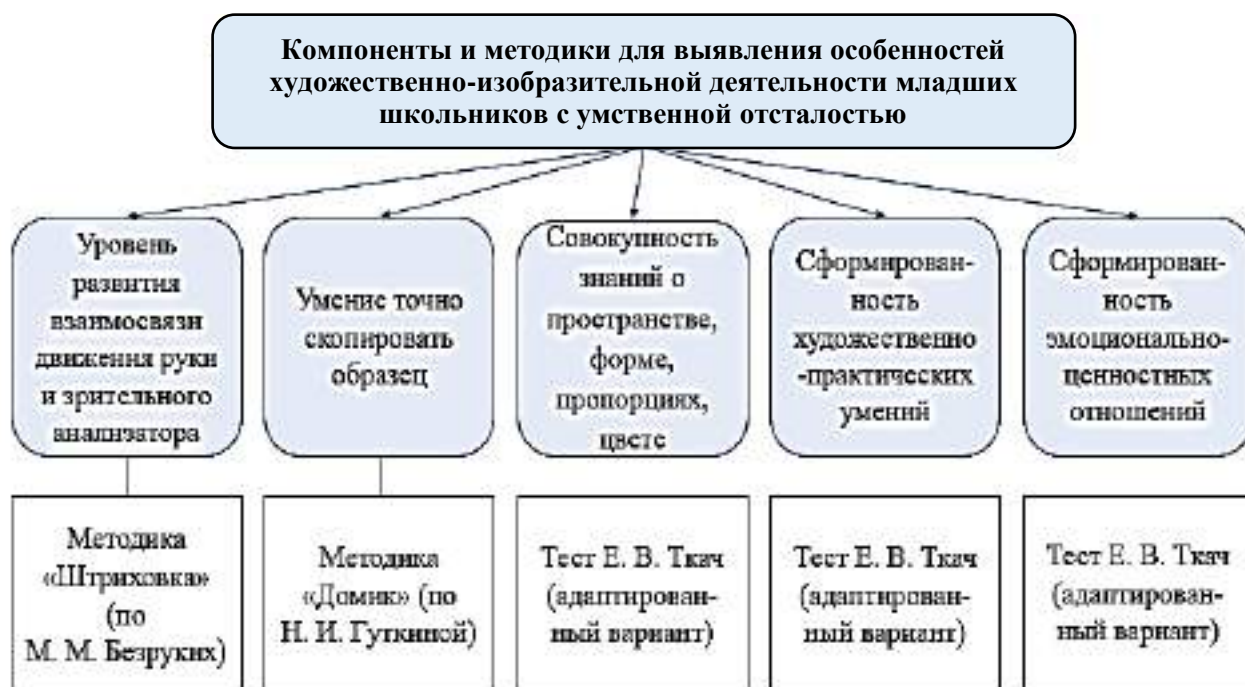 Компоненты и методики для выявления особенностей
художественно-изобразительной деятельности младших
школьников с умственной отсталостью
Уровень
развития
взаимосвязи
движения руки
и зрительного
анализатора
Умение точно
скопировать
образец
Совокупность
знаний о
пространстве,
форме,
пропорциях,
цвете
Сформирован-
ность
художественно
-практических
умений
Сформирован-
ность
эмоционально-
ценностных
отношений
Методика
«Штриховка»
(по
М. М. Безруких)
Методика
«Домик» (по
Н. И. Гуткиной)
Тест Е. В. Ткач
(адаптирован-
ный вариант)
Тест Е. В. Ткач
(адаптирован-
ный вариант)
Тест Е. В. Ткач
(адаптирован-
ный вариант)